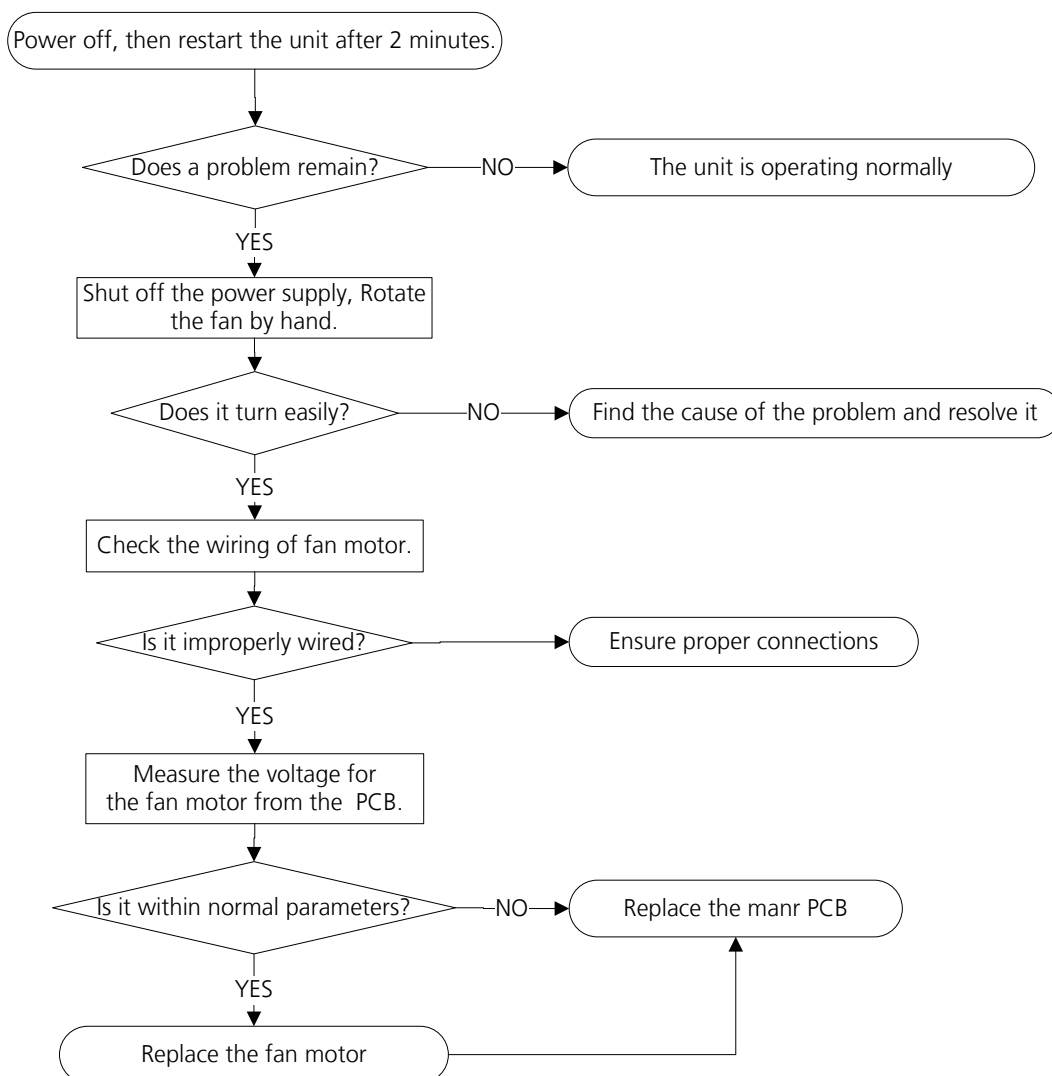 Power off, then restart the unit after 2 minutes.
Does a problem remain?
NO
The unit is operating normally
YES
Shut off the power supply, Rotate
the fan by hand.
Does it turn easily?
NO
Find the cause of the problem and resolve it
YES
Check the wiring of fan motor.
Is it improperly wired?
Ensure proper connections
YES
Measure the voltage for
the fan motor from the PCB.
Is it within normal parameters?
NO
Replace the manr PCB
YES
Replace the fan motor